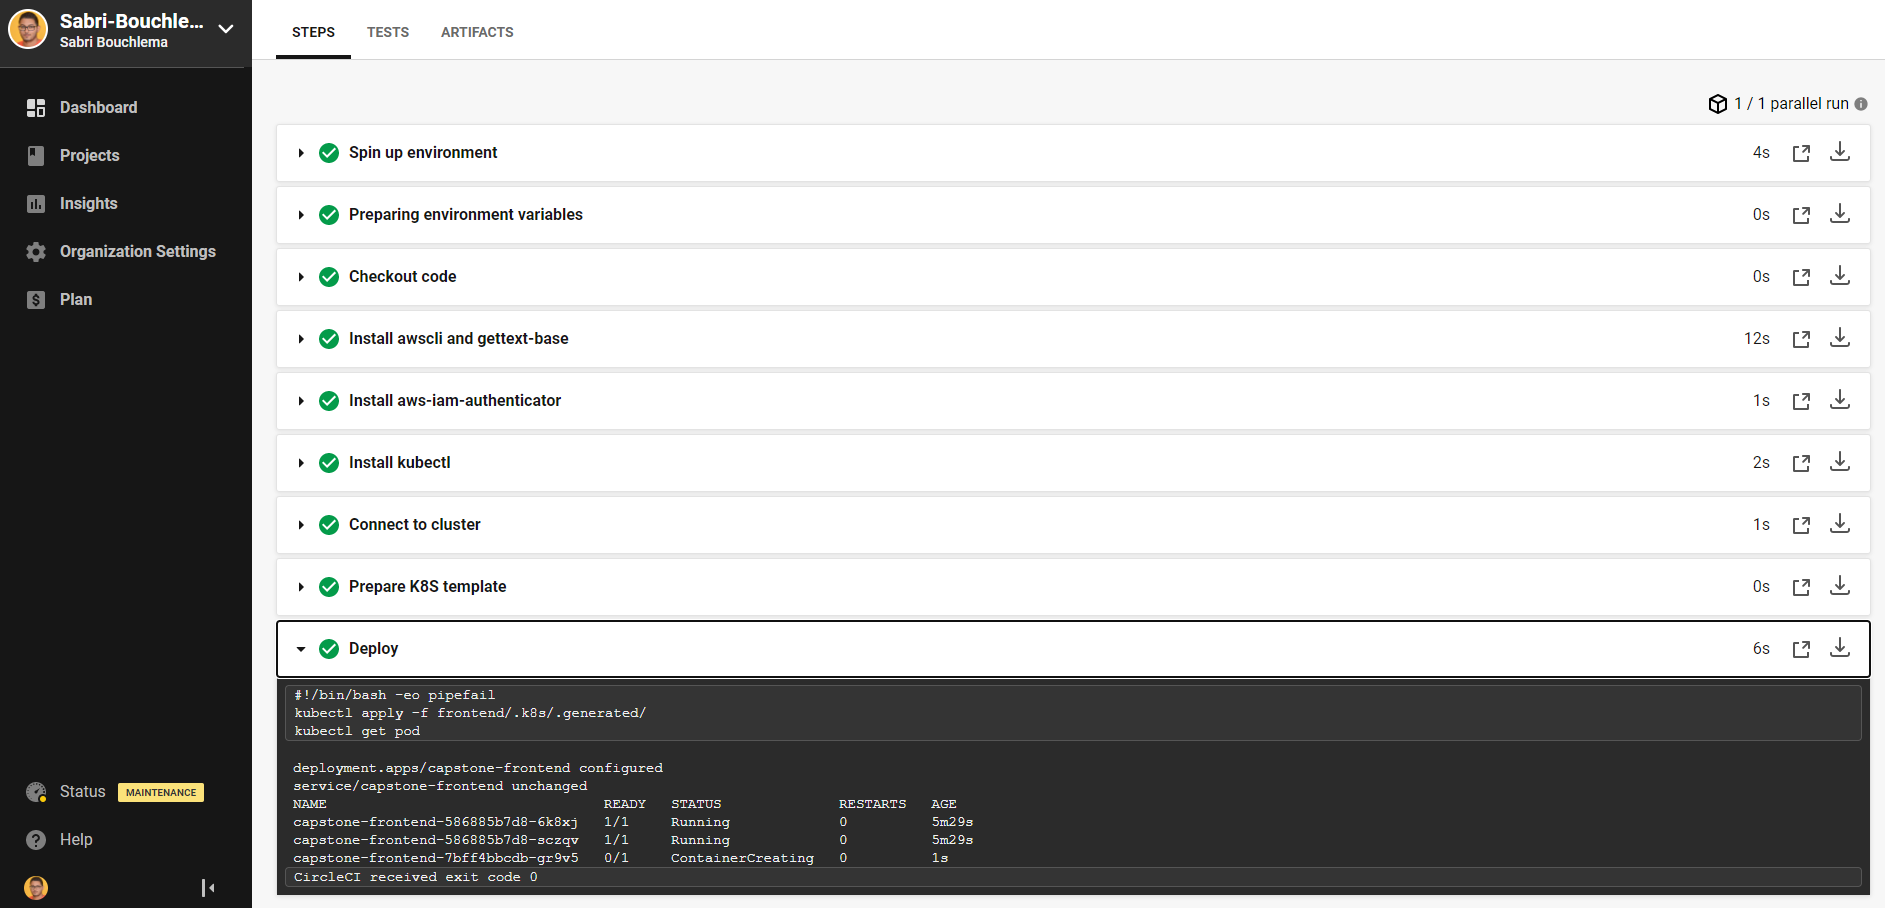 Sabri-Bouchle...
Sabri Bouchlema
Dashboard
Projects
Insights
Organization Settings
Plan
Status MAINTENANCE
Help
STEPS TESTS ARTIFACTS
1 / 1 parallel run
Spin up environment 4s
Preparing environment variables 0s
Checkout code 0s
Install awscli and gettext-base 12s
Install aws-iam-authenticator 1s
Install kubectl 2s
Connect to cluster 1s
Prepare K8S template 0s
Deploy 6s
#!/bin/bash -eo pipefail
kubectl apply -f frontend/.k8s/.generated/
kubectl get pod
deployment.apps/capstone-frontend configured
service/capstone-frontend unchanged
NAME READY STATUS RESTARTS AGE
capstone-frontend-586885b7d8-6k8xj 1/1 Running 0 5m29s
capstone-frontend-586885b7d8-sczqv 1/1 Running 0 5m29s
capstone-frontend-7bff4bbcdb-gr9v5 0/1 ContainerCreating 0 1s
CircleCI received exit code 0